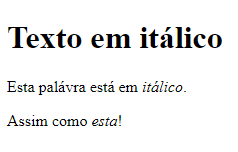 Texto em itálico
Esta palávra está em itálico.
Assim como esta!